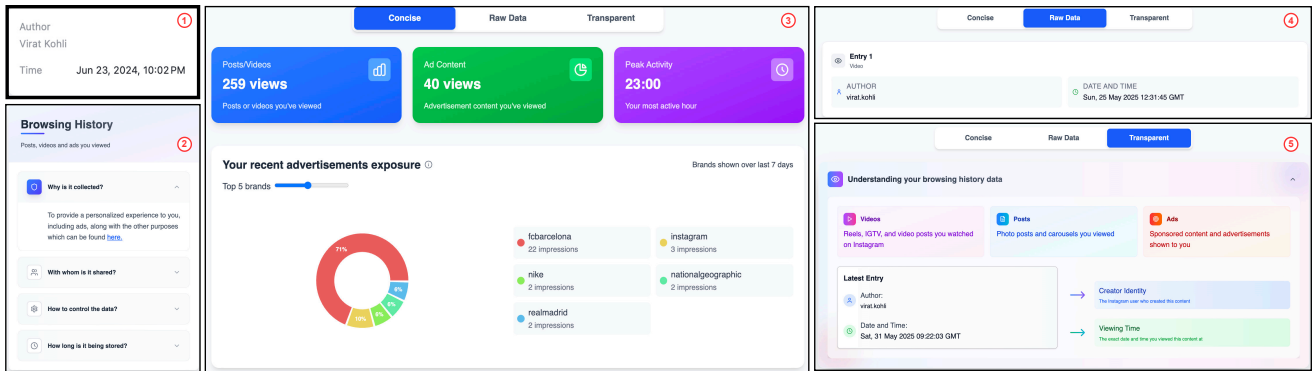 1
Author
Virat Kohli
Time Jun 23, 2024, 10:02 PM
2
Browsing History
Posts, videos and ads you viewed
Why is it collected?
To provide a personalized experience to you,
including ads, along with the other purposes
which can be found here.
With whom is it shared?
How to control the data?
How long is it being stored?
3
Concise Raw Data Transparent
Posts/Videos
259 views
Posts or videos you've viewed
Ad Content
40 views
Advertisement content you've viewed
Peak Activity
23:00
Your most active hour
Your recent advertisements exposure
Brands shown over last 7 days
Top 5 brands
71%
10%
6%
6%
6%
fcbarcelona
22 impressions
instagram
3 impressions
nike
2 impressions
nationalgeographic
2 impressions
realmadrid
2 impressions
4
Concise Raw Data Transparent
Entry 1
Video
AUTHOR
virat.kohli
DATE AND TIME
Sun, 25 May 2025 12:31:45 GMT
5
Concise Raw Data Transparent
Understanding your browsing history data
Videos
Reels, IGTV, and video posts you watched
on Instagram
Posts
Photo posts and carousels you viewed
Ads
Sponsored content and advertisements
shown to you
Latest Entry
Author:
virat.kohli
Date and Time:
Sat, 31 May 2025 09:22:03 GMT
Creator Identity
The Instagram user who created this content
Viewing Time
The exact date and time you viewed this content at